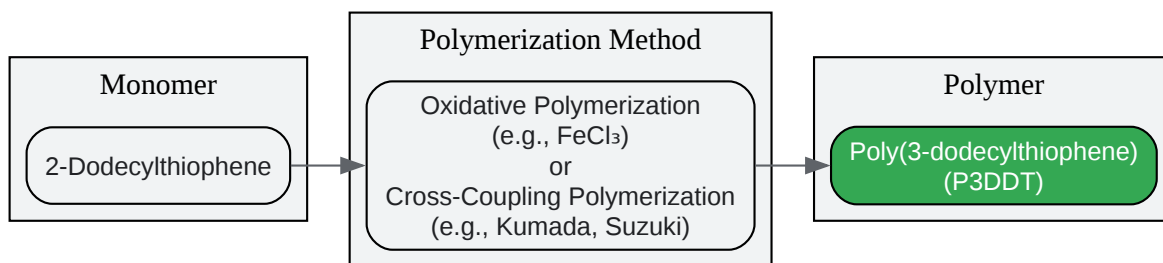 Monomer
2-Dodecylthiophene
Polymerization Method
Oxidative Polymerization
(e.g., FeCl₃)
or
Cross-Coupling Polymerization
(e.g., Kumada, Suzuki)
Polymer
Poly(3-dodecylthiophene)
(P3DDT)